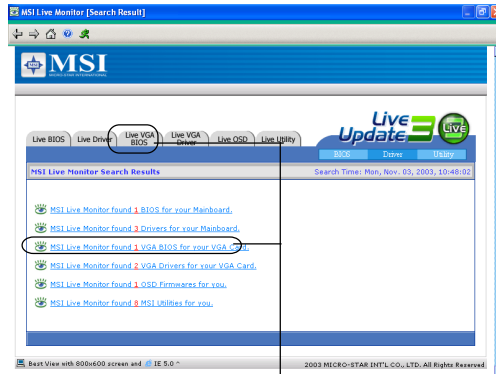 MSI Live Monitor [Search Result]
MSI
MICRO-STAR INTERNATIONAL
Live Update 3
Live
Live BIOS
Live Driver
Live VGA BIOS
Live VGA Driver
Live OSD
Live Utility
BIOS
Driver
Utility
MSI Live Monitor Search Results
Search Time: Mon, Nov. 03, 2003, 10:48:02
MSI Live Monitor found 1 BIOS for your Mainboard.
MSI Live Monitor found 3 Drivers for your Mainboard.
MSI Live Monitor found 1 VGA BIOS for your VGA Card.
MSI Live Monitor found 2 VGA Drivers for your VGA Card.
MSI Live Monitor found 1 OSD Firmwares for you.
MSI Live Monitor found 8 MSI Utilities for you.
Best View with 800x600 screen and IE 5.0 ^
2003 MICRO-STAR INT'L CO., LTD. All Rights Reserved